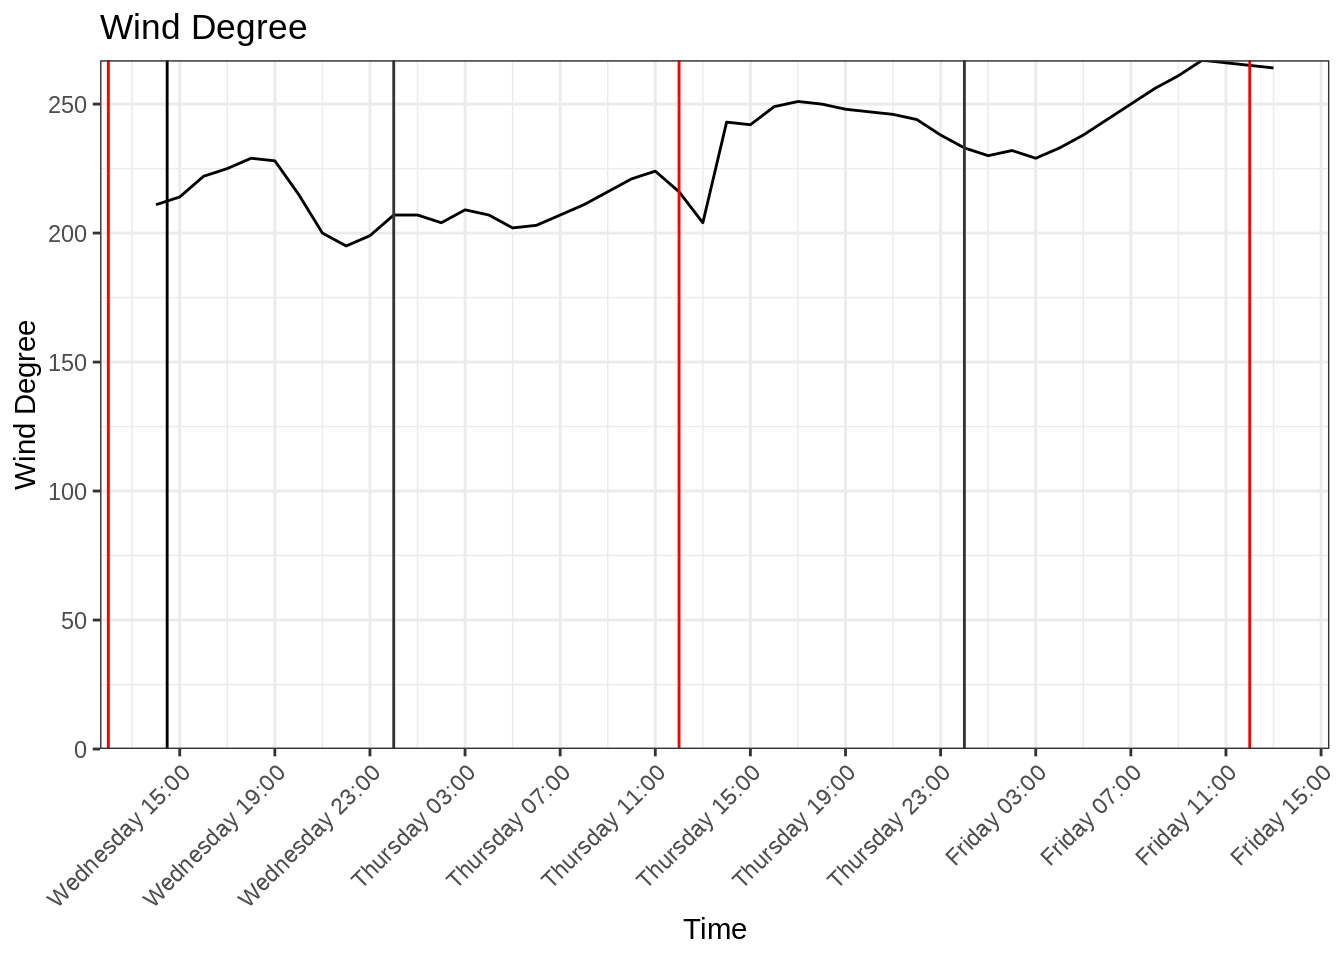 Wind Degree
Wind Degree
250
200
150
100
50
0
Wednesday 15:00
Wednesday 19:00
Wednesday 23:00
Thursday 03:00
Thursday 07:00
Thursday 11:00
Thursday 15:00
Thursday 19:00
Thursday 23:00
Friday 03:00
Friday 07:00
Friday 11:00
Friday 15:00
Time